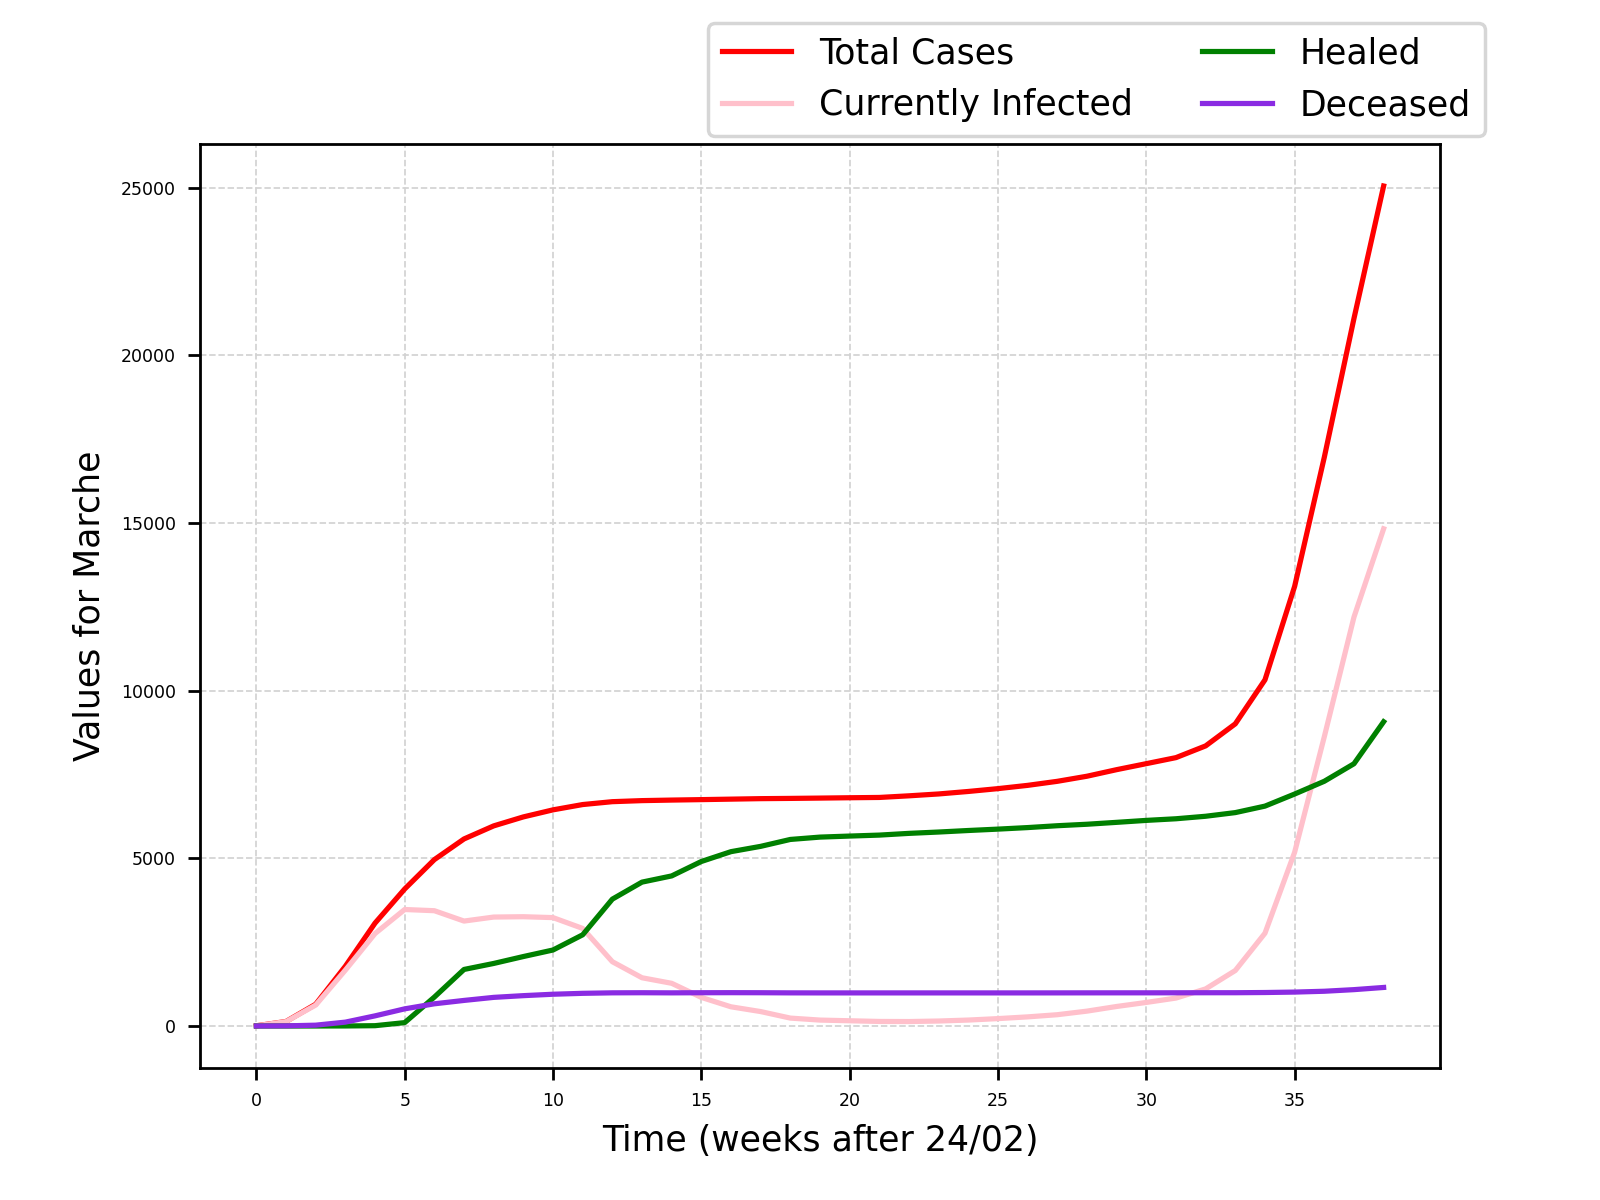 Total Cases
Currently Infected
Healed
Deceased
25000
20000
15000
10000
5000
0
Values for Marche
0 5 10 15 20 25 30 35
Time (weeks after 24/02)